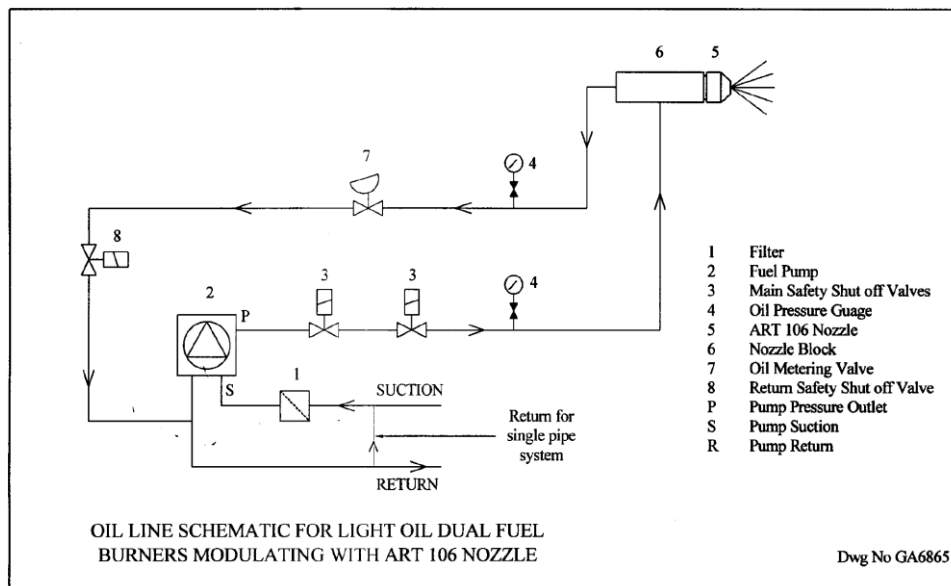 6 5
7
4
8
3 3
4
2
P
S
1
SUCTION
Return for
single pipe
system
RETURN
1 Filter
2 Fuel Pump
3 Main Safety Shut off Valves
4 Oil Pressure Guage
5 ART 106 Nozzle
6 Nozzle Block
7 Oil Metering Valve
8 Return Safety Shut off Valve
P Pump Pressure Outlet
S Pump Suction
R Pump Return
OIL LINE SCHEMATIC FOR LIGHT OIL DUAL FUEL
BURNERS MODULATING WITH ART 106 NOZZLE
Dwg No GA6865